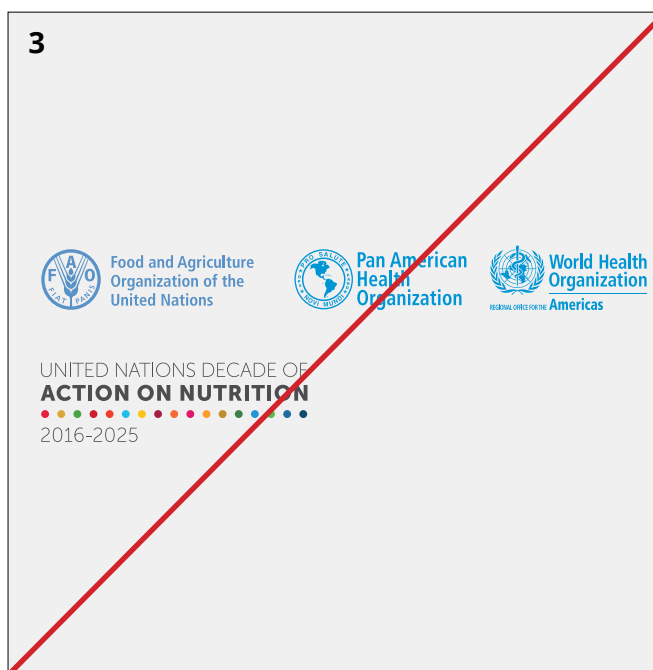 3
F A O
FIAT PANIS
Food and Agriculture
Organization of the
United Nations
PRO SALUTE
NOVI MUNDI
Pan American
Health
Organization
World Health
Organization
REGIONAL OFFICE FOR THE Americas
UNITED NATIONS DECADE OF
ACTION ON NUTRITION
2016-2025